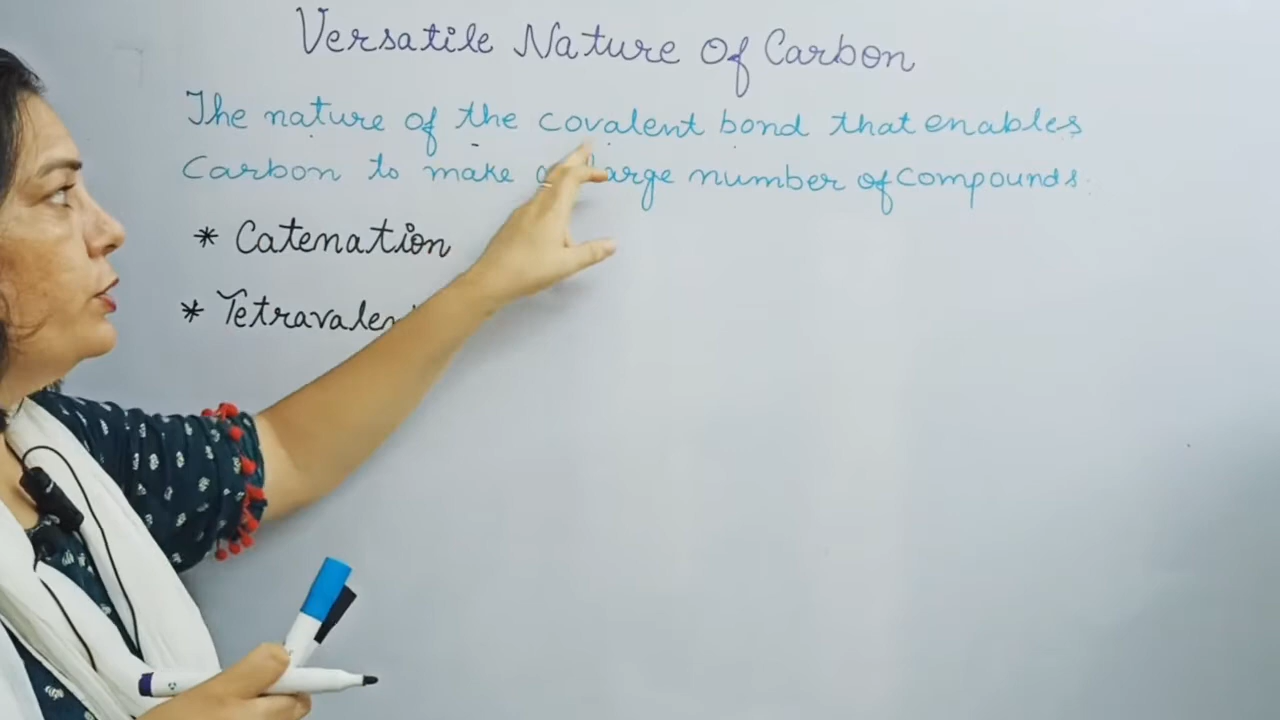 Versatile Nature Of Carbon
The nature of the covalent bond that enables
Carbon to make a large number of compounds.
* Catenation
* Tetravalen